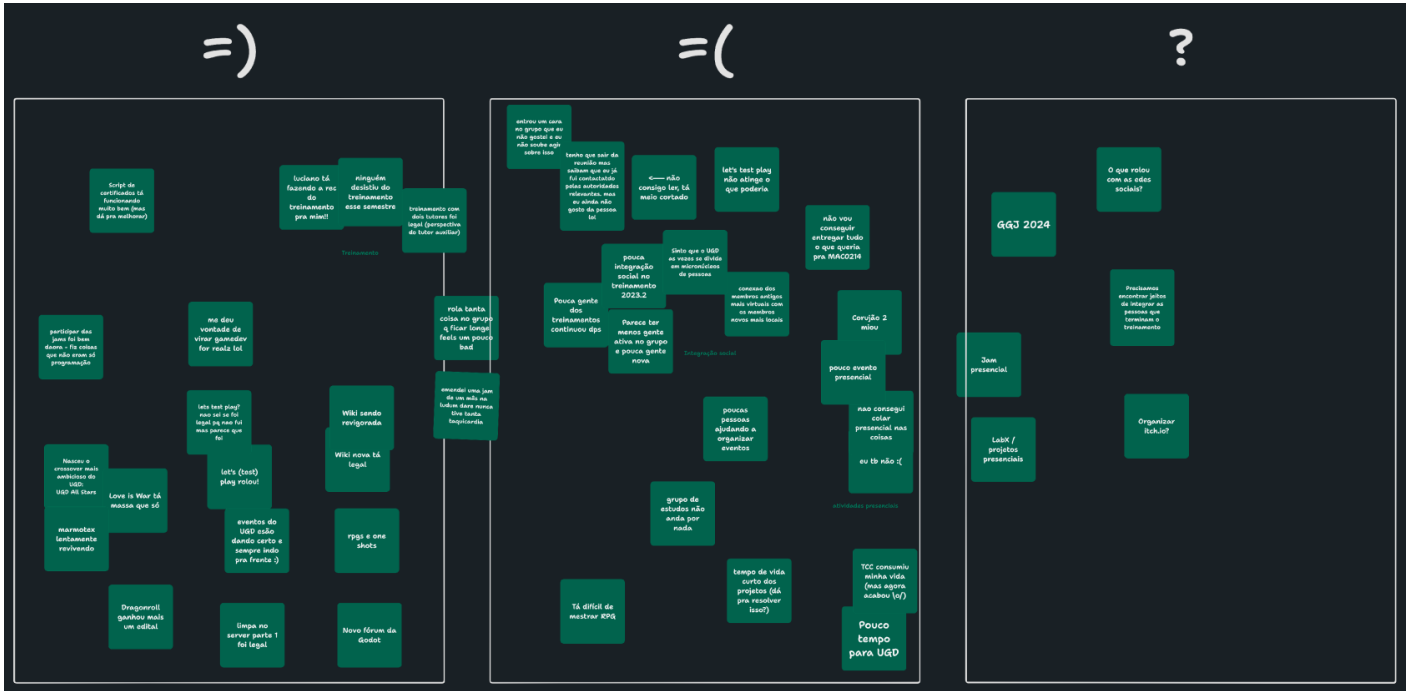 =)
=(
?
Script de
certificados tá
funcionando
muito bem (mas
dá pra melhorar)
luciano tá
fazendo a rec
do
treinamento
pra mim!!
ninguém
desistiu do
treinamento
esse semestre
treinamento com
dois tutores foi
legal (perspectiva
do tutor auxiliar)
Treinamento
participar das
jams foi bem
daora - fiz coisas
que não eram só
programação
me deu
vontade de
virar gamedev
for realz lol
rola tanta
coisa no grupo
q ficar longe
feels um pouco
bad
emendei uma jam
de um mês na
ludum dare nunca
tive tanta
taquicardia
lets test play?
nao sei se foi
legal pq nao fui
mas parece que
foi
Wiki sendo
revigorada
Wiki nova tá
legal
Nasceu o
crossover mais
ambicioso do
UGD:
UGD All Stars
Love is War tá
massa que só
lot's (test)
play rolou!
marmotex
lentamente
revivendo
eventos do
UGD esão
dando certo e
sempre indo
pra frente :)
rpgs e one
shots
Dragonroll
ganhou mais
um edital
limpa no
server parte 1
foi legal
Novo fórum da
Godot
entrou um cara
no grupo que eu
não gostei e eu
não soube agir
sobre isso
tenho que sair da
reunião mas
saibam que eu já
fui contactado
pelas autoridades
relevantes. mas
eu ainda não
gosto da pessoa
lol
<--- não
consigo ler, tá
meio cortado
let's test play
não atinge o
que poderia
não vou
conseguir
entregar tudo
o que queria
pra MAC0214
pouca
integração
social no
treinamento
2023.2
Sinto que o UGD
as vezes se divide
em micronúcleos
de pessoas
conexao dos
membros antigos
mais virtuais com
os membros
novos mais locais
Pouca gente
dos
treinamentos
continuou dps
Parece ter
menos gente
ativa no grupo
e pouca gente
nova
Integração social
Corujão 2
miou
pouco evento
presencial
nao consegui
colar
presencial nas
coisas
eu tb não :(
atividades presenciais
poucas
pessoas
ajudando a
organizar
eventos
grupo de
estudos não
anda por
nada
tempo de vida
curto dos
projetos (dá
pra resolver
isso?)
Tá difícil de
mestrar RPG
TCC consumiu
minha vida
(mas agora
acabou \o/)
Pouco
tempo
para UGD
O que rolou
com as edes
sociais?
GGJ 2024
Precisamos
encontrar jeitos
de integrar as
pessoas que
terminam o
treinamento
Jam
presencial
LabX /
projetos
presenciais
Organizar
itch.io?